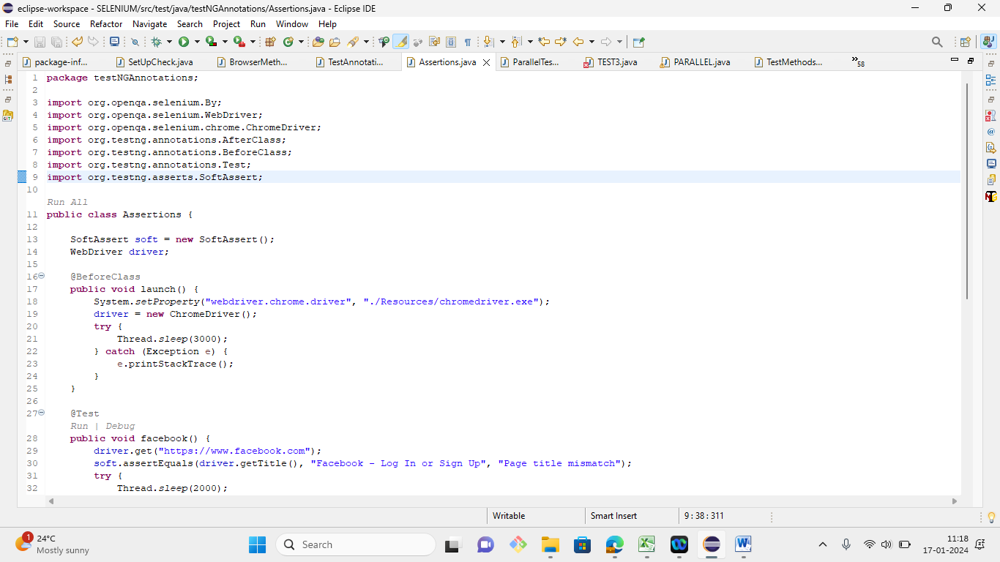 eclipse-workspace - SELENIUM/src/test/java/testNGAnnotations/Assertions.java - Eclipse IDE
File Edit Source Refactor Navigate Search Project Run Window Help
package-inf... SetUpCheck.java BrowserMeth... TestAnnotati... Assertions.java ParallelTes... TEST3.java PARALLEL.java TestMethods... 58
1 package testNGAnnotations;
2
3 import org.openqa.selenium.By;
4 import org.openqa.selenium.WebDriver;
5 import org.openqa.selenium.chrome.ChromeDriver;
6 import org.testng.annotations.AfterClass;
7 import org.testng.annotations.BeforeClass;
8 import org.testng.annotations.Test;
9 import org.testng.asserts.SoftAssert;
10
Run All
11 public class Assertions {
12
13 SoftAssert soft = new SoftAssert();
14 WebDriver driver;
15
16 @BeforeClass
17 public void launch() {
18 System.setProperty("webdriver.chrome.driver", "./Resources/chromedriver.exe");
19 driver = new ChromeDriver();
20 try {
21 Thread.sleep(3000);
22 } catch (Exception e) {
23 e.printStackTrace();
24 }
25 }
26
27 @Test
Run | Debug
28 public void facebook() {
29 driver.get("https://www.facebook.com");
30 soft.assertEquals(driver.getTitle(), "Facebook - Log In or Sign Up", "Page title mismatch");
31 try {
32 Thread.sleep(2000);
Writable Smart Insert 9 : 38 : 311
1 24°C
Mostly sunny
Search
11:18
17-01-2024